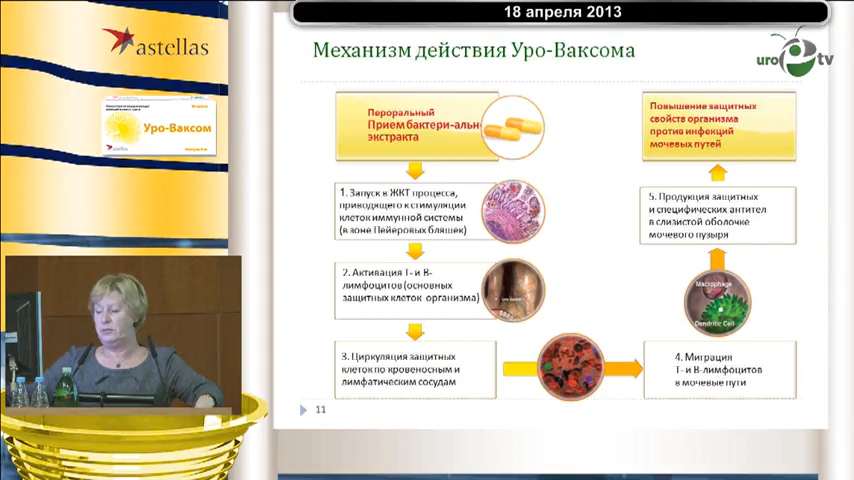 18 апреля 2013
astellas
Уро-Ваксом
astellas
Механизм действия Уро-Ваксома
uro tv
Пероральный
Прием бактери-альн
экстракта
1. Запуск в ЖКТ процесса,
приводящего к стимуляции
клеток иммунной системы
(в зоне Пейеровых бляшек)
2. Активация Т- и В-
лимфоцитов (основных
защитных клеток организма)
3. Циркуляция защитных
клеток по кровеносным и
лимфатическим сосудам
4. Миграция
Т- и В-лимфоцитов
в мочевые пути
Macrophage
Dendritic Cell
5. Продукция защитных
и специфических антител
в слизистой оболочке
мочевого пузыря
Повышение защитных
свойств организма
против инфекций
мочевых путей
11